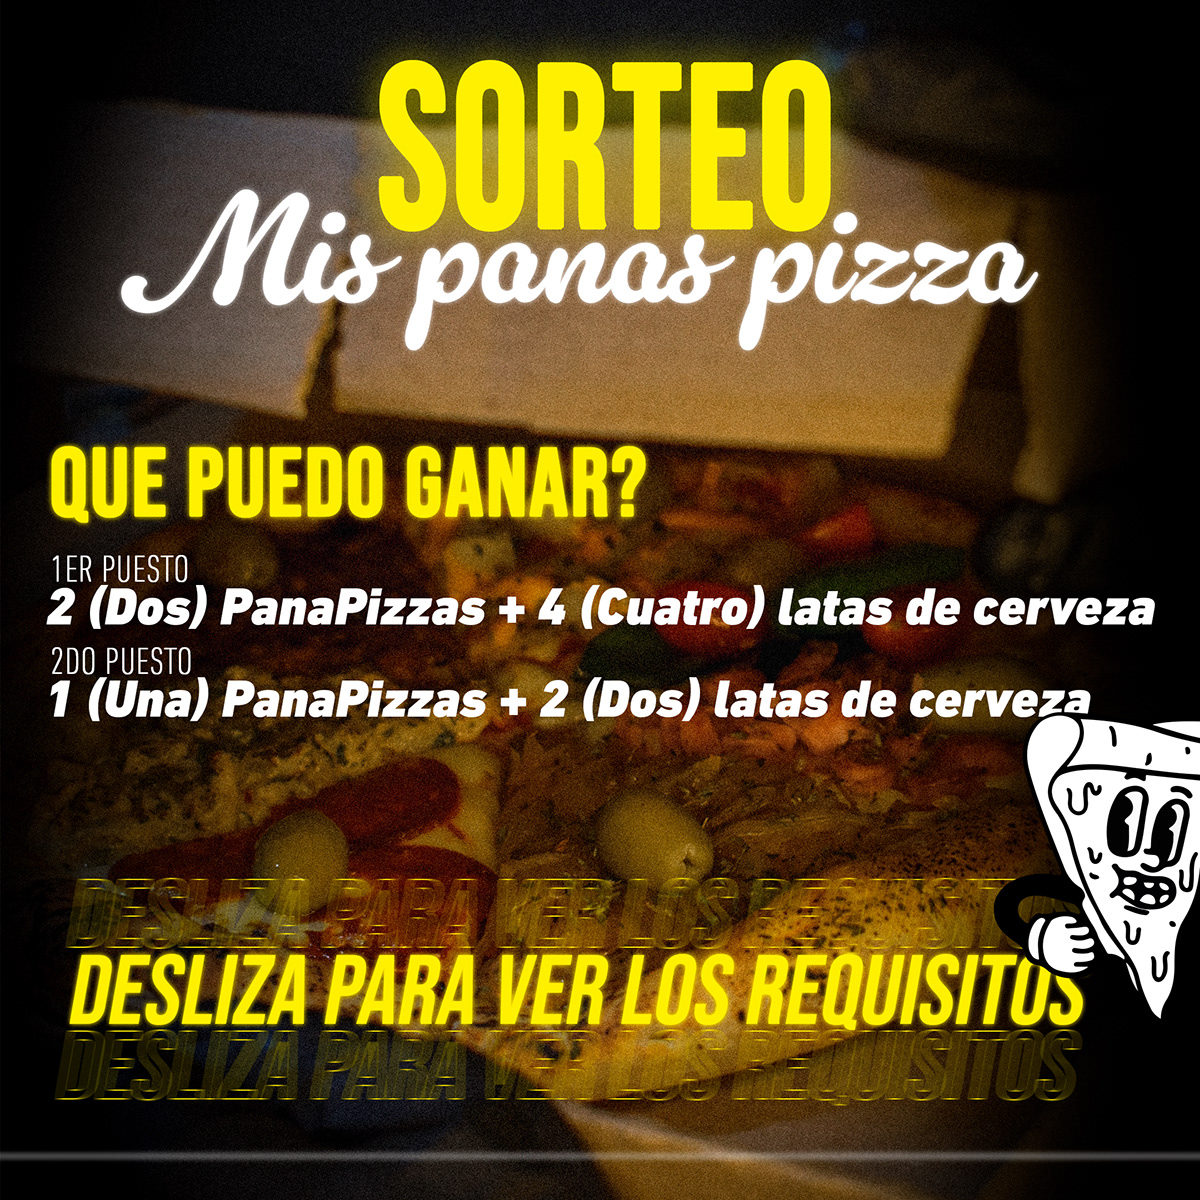 SORTEO
Mis panas pizza
QUE PUEDO GANAR?
1ER PUESTO
2 (Dos) PanaPizzas + 4 (Cuatro) latas de cerveza
2DO PUESTO
1 (Una) PanaPizzas + 2 (Dos) latas de cerveza
DESLIZA PARA VER LOS REQUISITOS
DESLIZA PARA VER LOS REQUISITOS
DESLIZA PARA VER LOS REQUISITOS